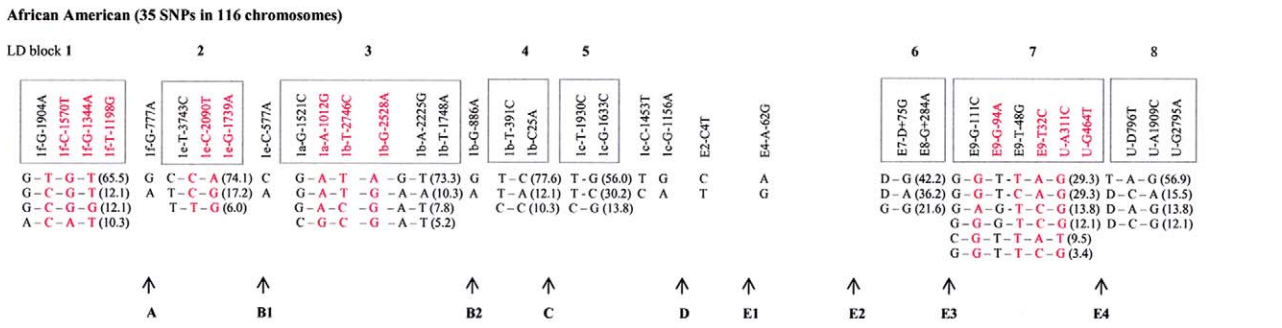 African American (35 SNPs in 116 chromosomes)
LD block 1 2 3 4 5 6 7 8
1f-G-1904A 1f-C-1570T 1f-G-1344A 1f-T-1198G 1f-G-777A 1e-T-3743C 1e-C-2090T 1e-G-1739A 1e-C-577A 1a-G-1521C 1a-A-1012G 1b-T-2746C 1b-G-2528A 1b-A-2225G 1b-T-1748A 1b-G-886A 1b-T-391C 1b-C25A 1c-T-1930C 1c-G-1633C 1c-C-1453T 1c-G-1156A E2-C4T E4-A-62G E7-D+75G E8-G+284A E9-G-111C E9-G-94A E9-T-48G E9-T32C U-A311C U-G464T U-D796T U-A1909C U-G2795A
G-T-G-T(65.5) G C-C-A(74.1) C G-A-T-A-G-T(73.3) G T-C(77.6) T-G(56.0) T G C A D-G(42.2) G-G-T-T-A-G(29.3) T-A-G(56.9)
G-C-G-T(12.1) A T-C-G(17.2) A G-A-T-G-A-A(10.3) A T-A(12.1) T-C(30.2) C A T G D-A(36.2) G-G-T-C-A-G(29.3) D-C-A(15.5)
G-C-G-G(12.1) T-T-G(6.0) G-A-C-G-A-T(7.8) C-C(10.3) C-G(13.8) G-G(21.6) G-A-G-T-C-G(13.8) D-A-G(13.8)
A-C-A-T(10.3) C-G-C-G-A-T(5.2) G-G-G-T-C-G(12.1) D-C-G(12.1)
C-G-T-T-A-T(9.5)
G-G-T-T-C-G(3.4)
A B1 B2 C D E1 E2 E3 E4